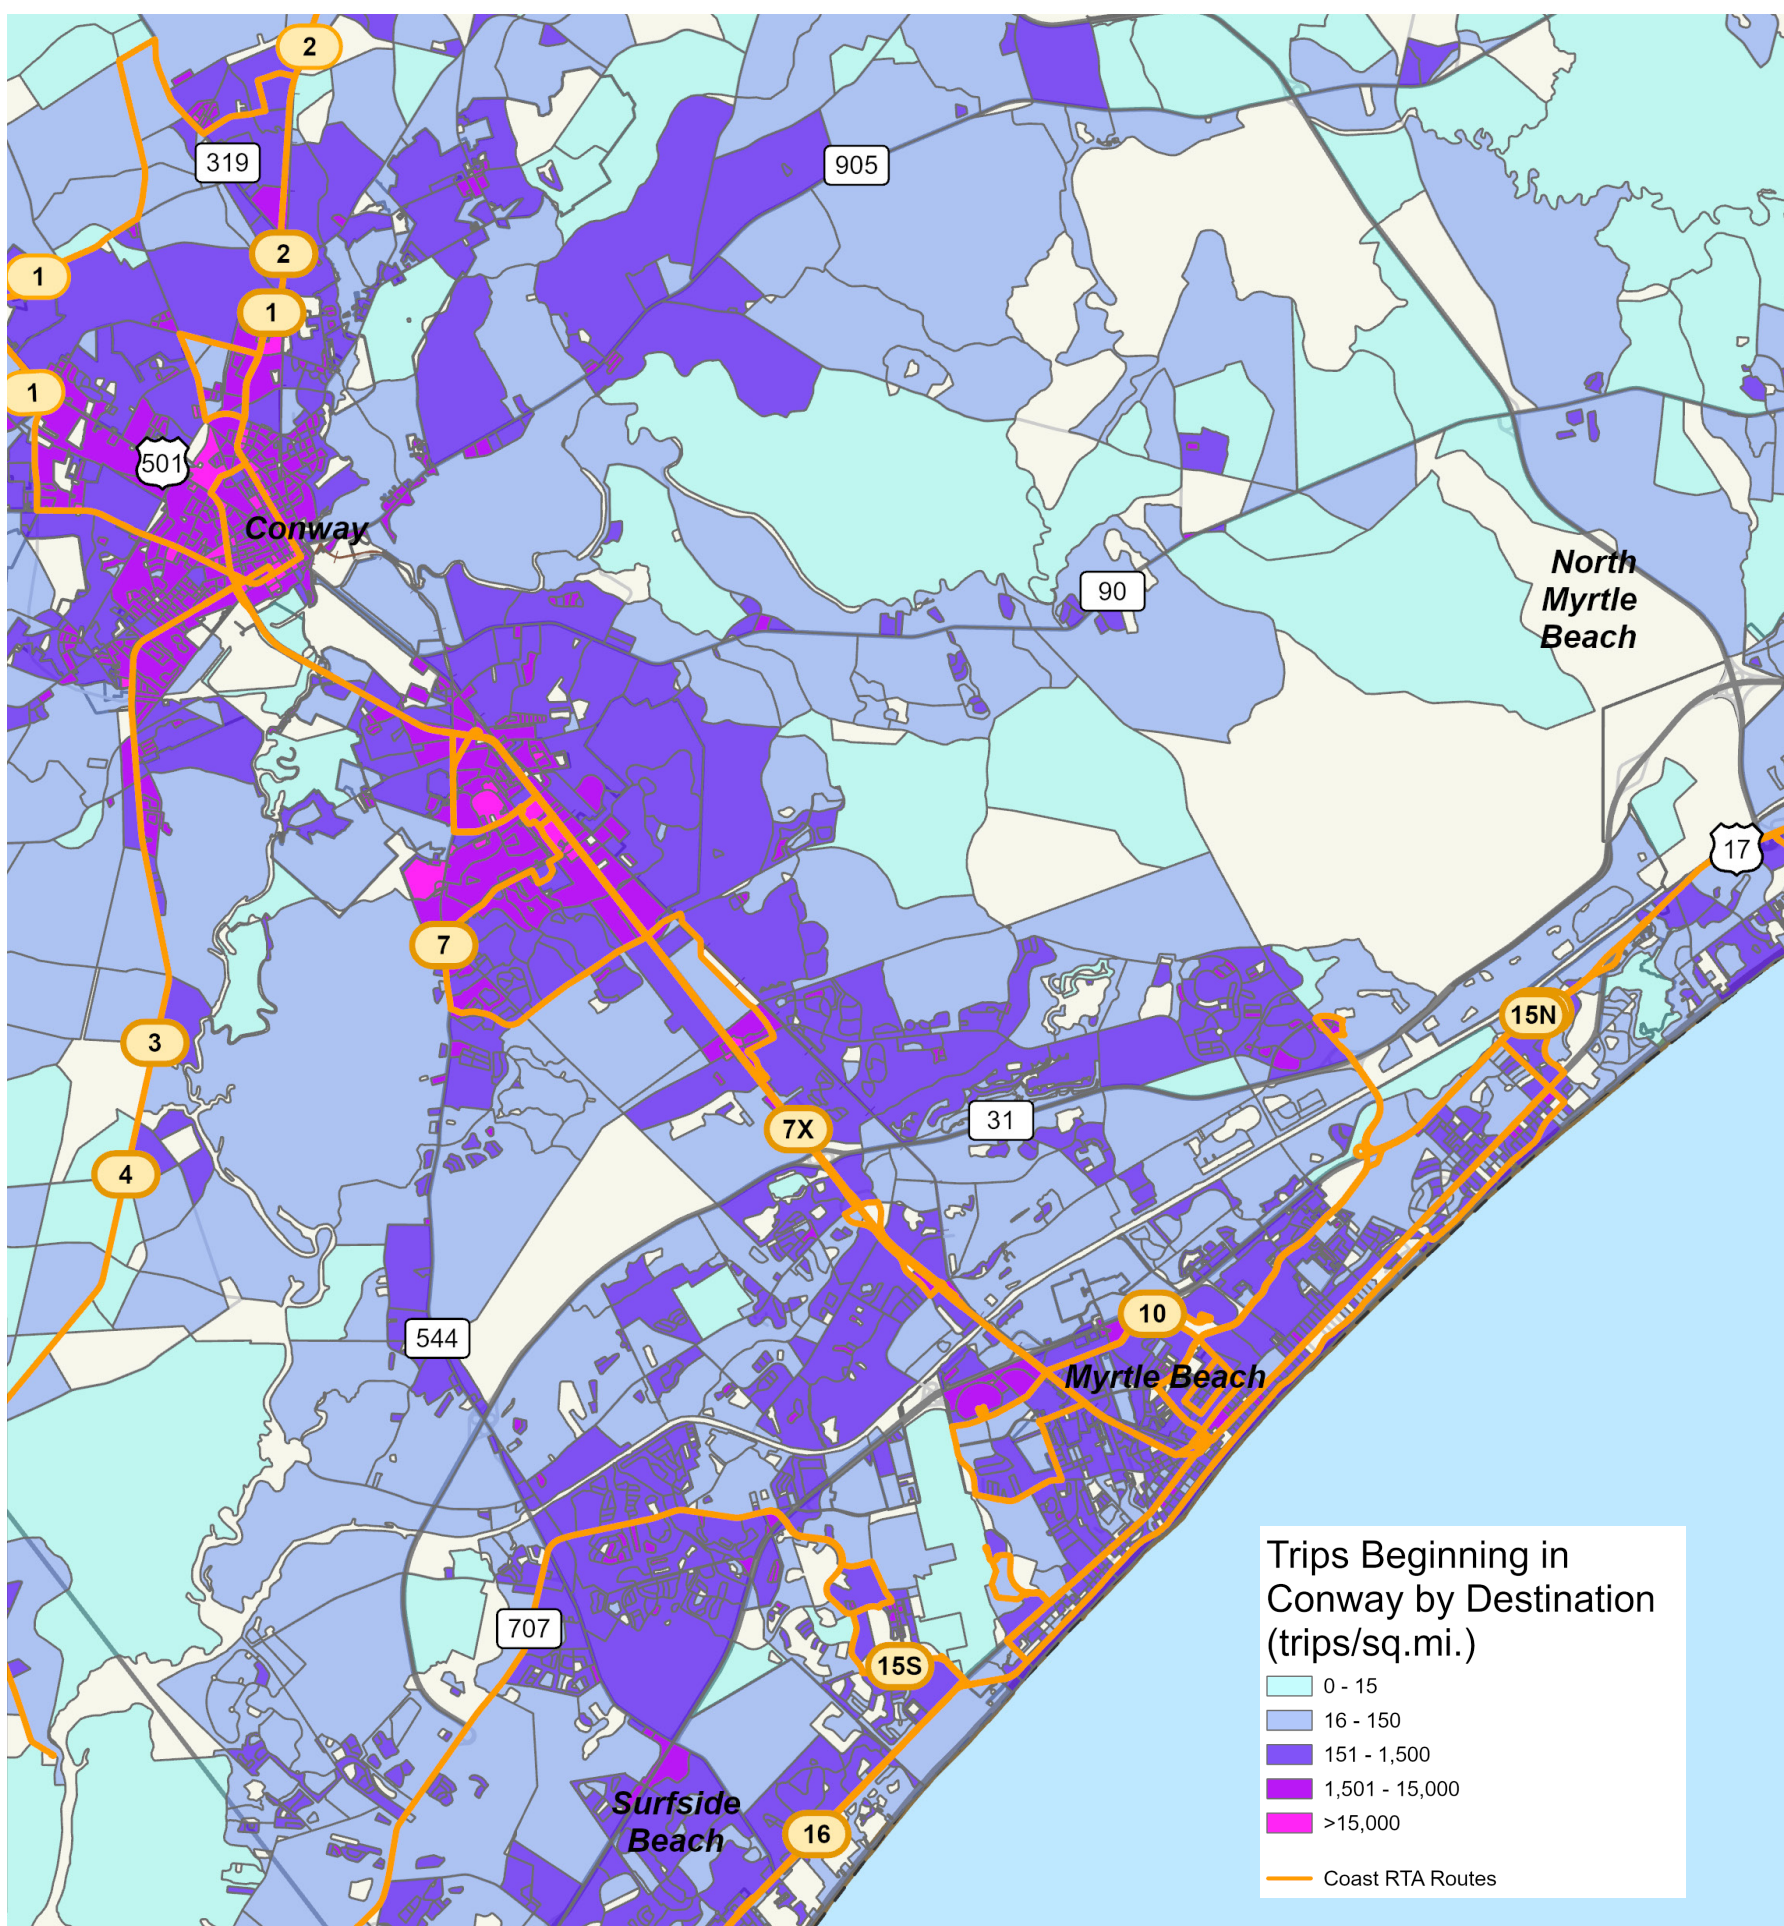 2
319
905
2
1
1
1
501
Conway
90
North
Myrtle
Beach
17
7
15N
3
31
7X
4
10
544
Myrtle Beach
707
15S
Surfside
Beach
16
Trips Beginning in
Conway by Destination
(trips/sq.mi.)
0 - 15
16 - 150
151 - 1,500
1,501 - 15,000
>15,000
Coast RTA Routes